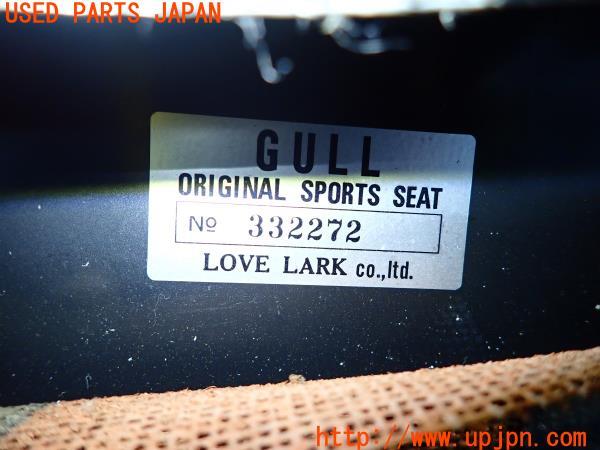 USED PARTS JAPAN
GULL
ORIGINAL SPORTS SEAT
No 332272
LOVE LARK co.,ltd.
http://www.upjpn.com